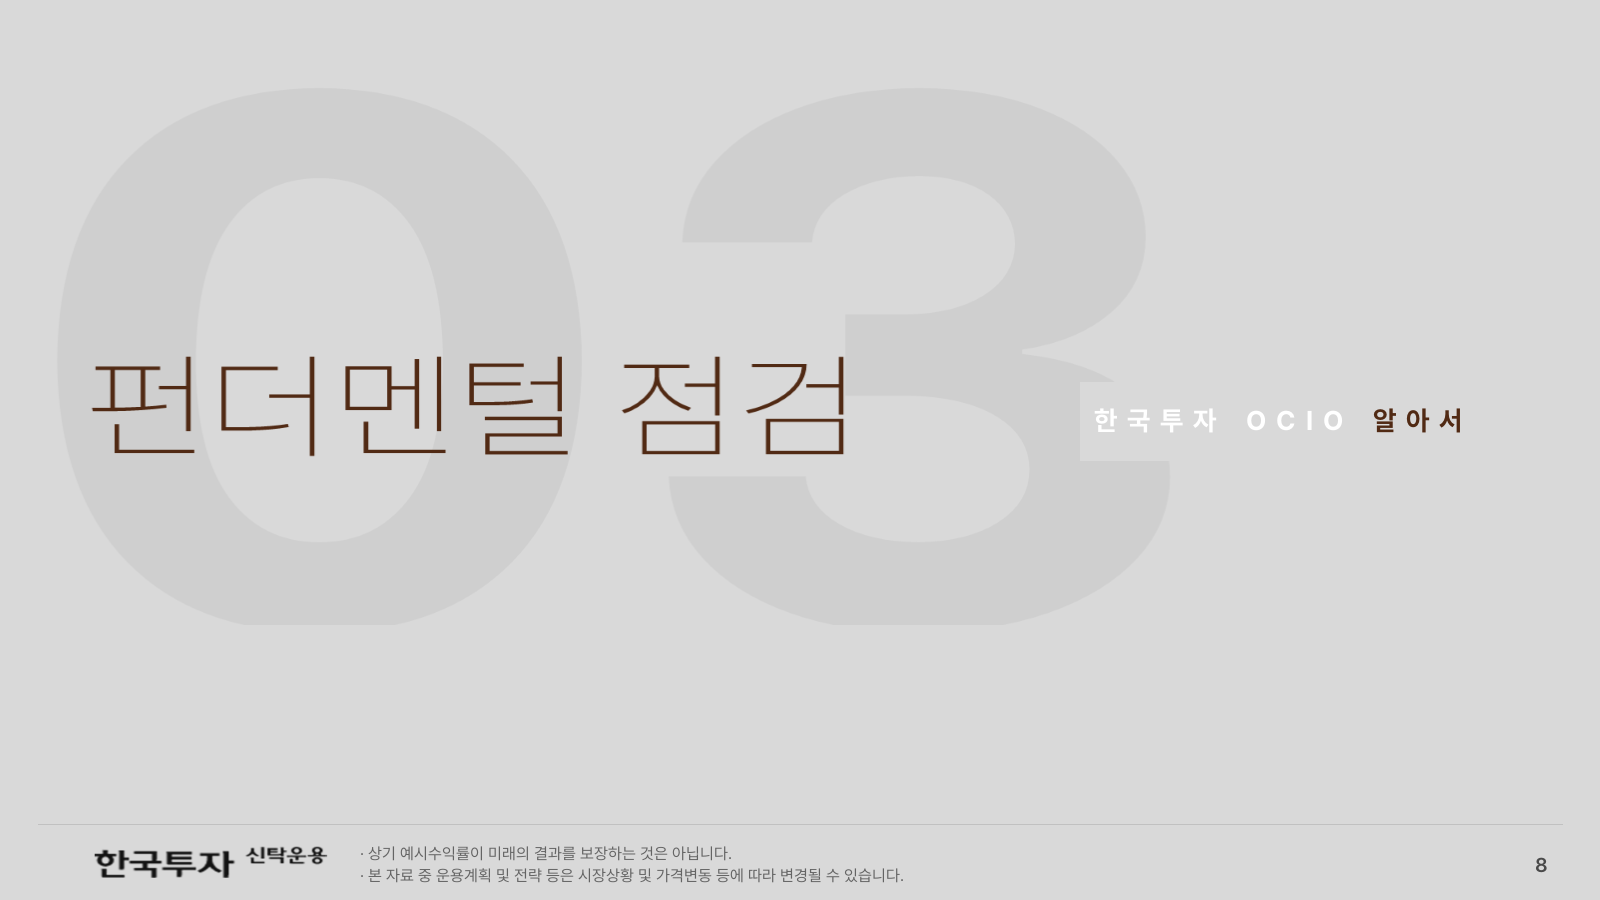 03
펀더멘털 점검
한국투자 OCIO 알아서
한국투자 신탁운용
· 상기 예시수익률이 미래의 결과를 보장하는 것은 아닙니다.
· 본 자료 중 운용계획 및 전략 등은 시장상황 및 가격변동 등에 따라 변경될 수 있습니다.
8